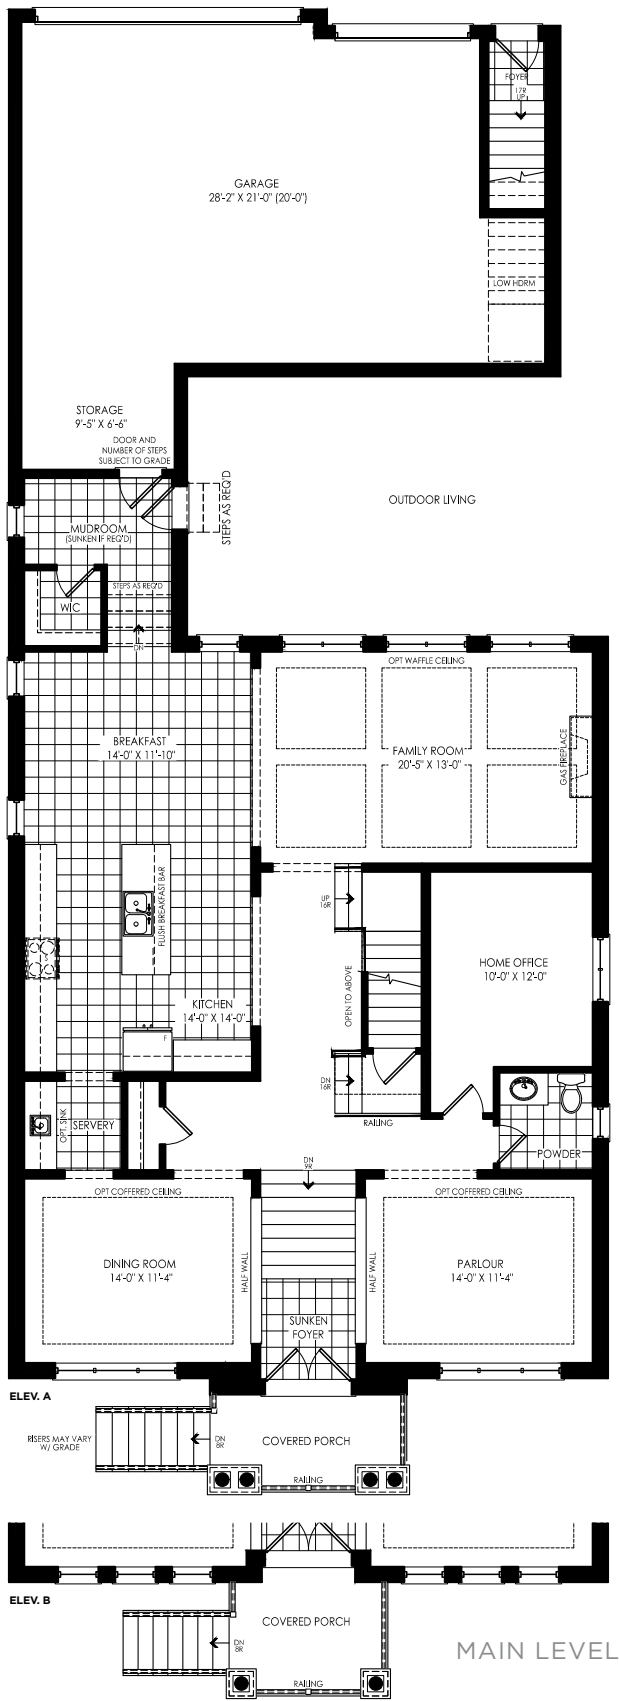 FOYER
17R
UP
GARAGE
28'-2" X 21'-0" (20'-0")
LOW HDRM
STORAGE
9'-5" X 6'-6"
DOOR AND
NUMBER OF STEPS
SUBJECT TO GRADE
STEPS AS REQ'D
OUTDOOR LIVING
MUDROOM
(SUNKEN IF REQ'D)
STEPS AS REQ'D
WIC
DN
OPT WAFFLE CEILING
BREAKFAST
14'-0" X 11'-10"
FAMILY ROOM
20'-5" X 13'-0"
GAS FIREPLACE
FLUSH BREAKFAST BAR
UP
16R
HOME OFFICE
10'-0" X 12'-0"
OPEN TO ABOVE
KITCHEN
14'-0" X 14'-0"
F
DN
16R
OPT. SINK
SERVERY
RAILING
POWDER
DN
9R
OPT COFFERED CEILING
OPT COFFERED CEILING
DINING ROOM
14'-0" X 11'-4"
HALF WALL
HALF WALL
PARLOUR
14'-0" X 11'-4"
SUNKEN
FOYER
ELEV. A
RISERS MAY VARY
W/ GRADE
DN
8R
COVERED PORCH
RAILING
ELEV. B
COVERED PORCH
DN
8R
RAILING
MAIN LEVEL